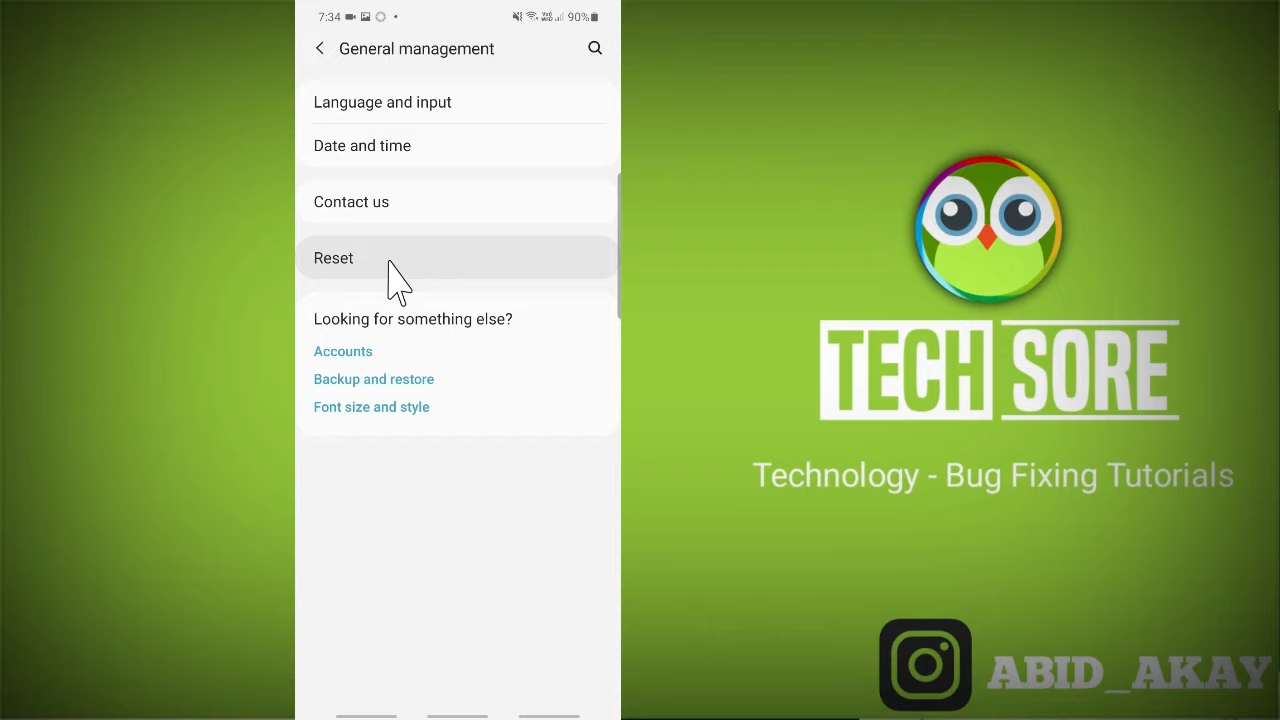 7:34
90%
General management
Language and input
Date and time
Contact us
Reset
Looking for something else?
Accounts
Backup and restore
Font size and style
TECH SORE
Technology - Bug Fixing Tutorials
ABID_AKAY